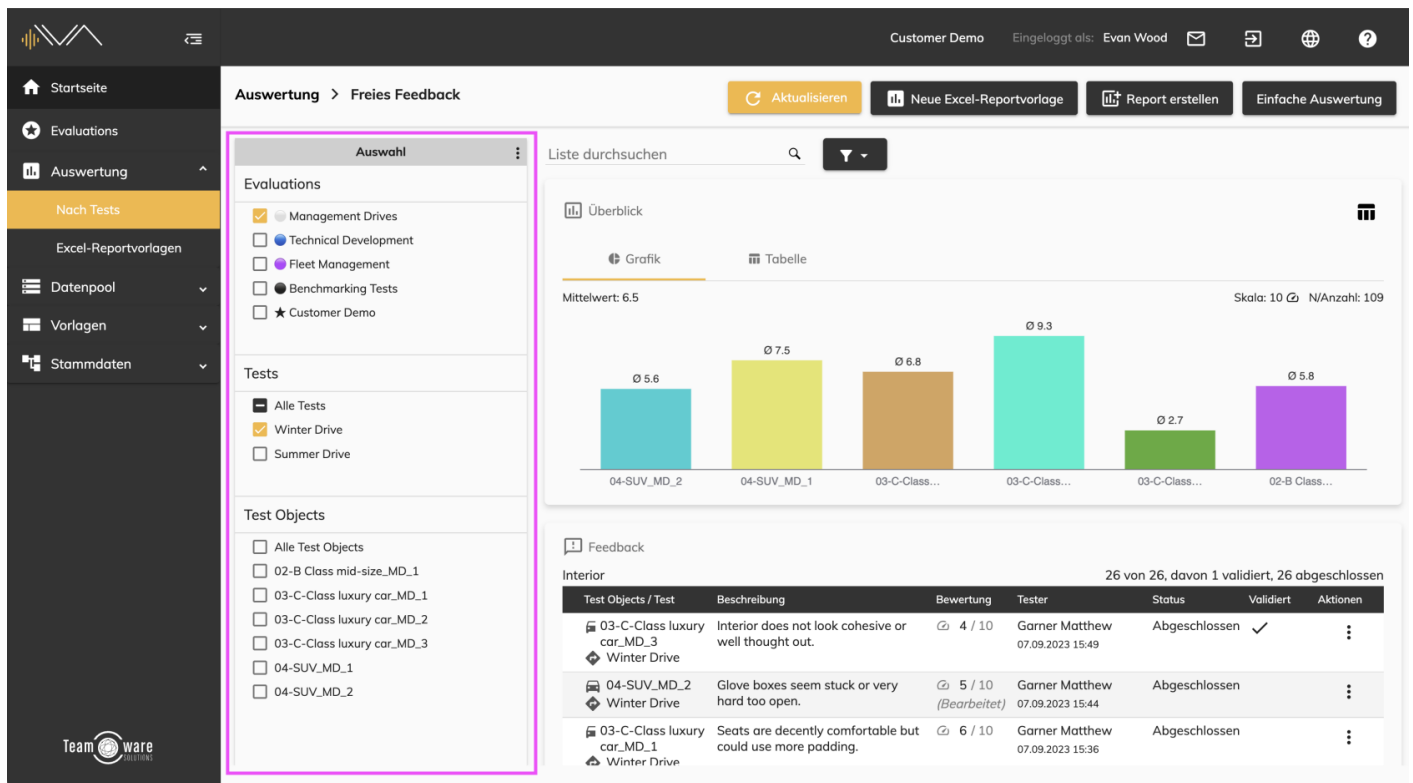 Customer Demo
Eingeloggt als: Evan Wood
Startseite
Evaluations
Auswertung
Nach Tests
Excel-Reportvorlagen
Datenpool
Vorlagen
Stammdaten
Team ware
SOLUTIONS
Auswertung > Freies Feedback
Aktualisieren
Neue Excel-Reportvorlage
Report erstellen
Einfache Auswertung
Auswahl
Evaluations
Management Drives
Technical Development
Fleet Management
Benchmarking Tests
Customer Demo
Tests
Alle Tests
Winter Drive
Summer Drive
Test Objects
Alle Test Objects
02-B Class mid-size_MD_1
03-C-Class luxury car_MD_1
03-C-Class luxury car_MD_2
03-C-Class luxury car_MD_3
04-SUV_MD_1
04-SUV_MD_2
Liste durchsuchen
Überblick
Grafik
Tabelle
Mittelwert: 6.5
Skala: 10 N/Anzahl: 109
Ø 5.6
Ø 7.5
Ø 6.8
Ø 9.3
Ø 2.7
Ø 5.8
04-SUV_MD_2
04-SUV_MD_1
03-C-Class...
03-C-Class...
03-C-Class...
02-B Class...
Feedback
Interior
26 von 26, davon 1 validiert, 26 abgeschlossen
Test Objects / Test Beschreibung Bewertung Tester Status Validiert Aktionen
03-C-Class luxury Interior does not look cohesive or 4 / 10 Garner Matthew Abgeschlossen
car_MD_3 well thought out. 07.09.2023 15:49
Winter Drive
04-SUV_MD_2 Glove boxes seem stuck or very 5 / 10 Garner Matthew Abgeschlossen
Winter Drive hard too open. (Bearbeitet) 07.09.2023 15:44
03-C-Class luxury Seats are decently comfortable but 6 / 10 Garner Matthew Abgeschlossen
car_MD_1 could use more padding. 07.09.2023 15:36
Winter Drive